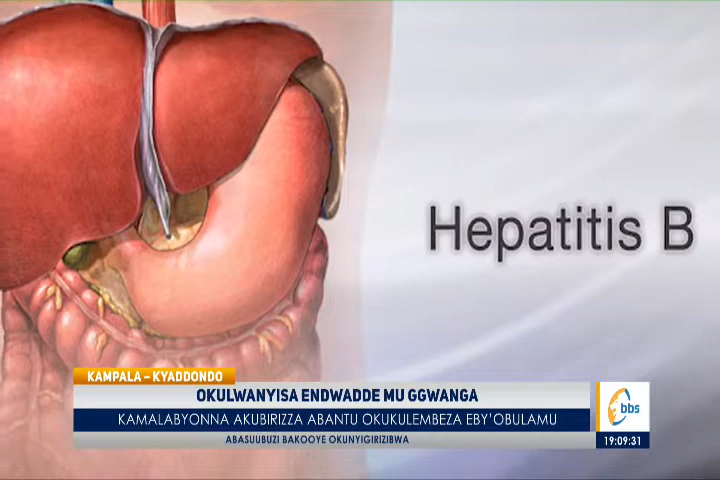 Hepatitis B
KAMPALA – KYADDONDO
OKULWANYISA ENDWADDE MU GGWANGA
KAMALABYONNA AKUBIRIZZA ABANTU OKUKULEMBEZA EBY'OBULAMU
ABASUUBUZI BAKOOYE OKUNYIGIRIZIBWA
bbs
19:09:31